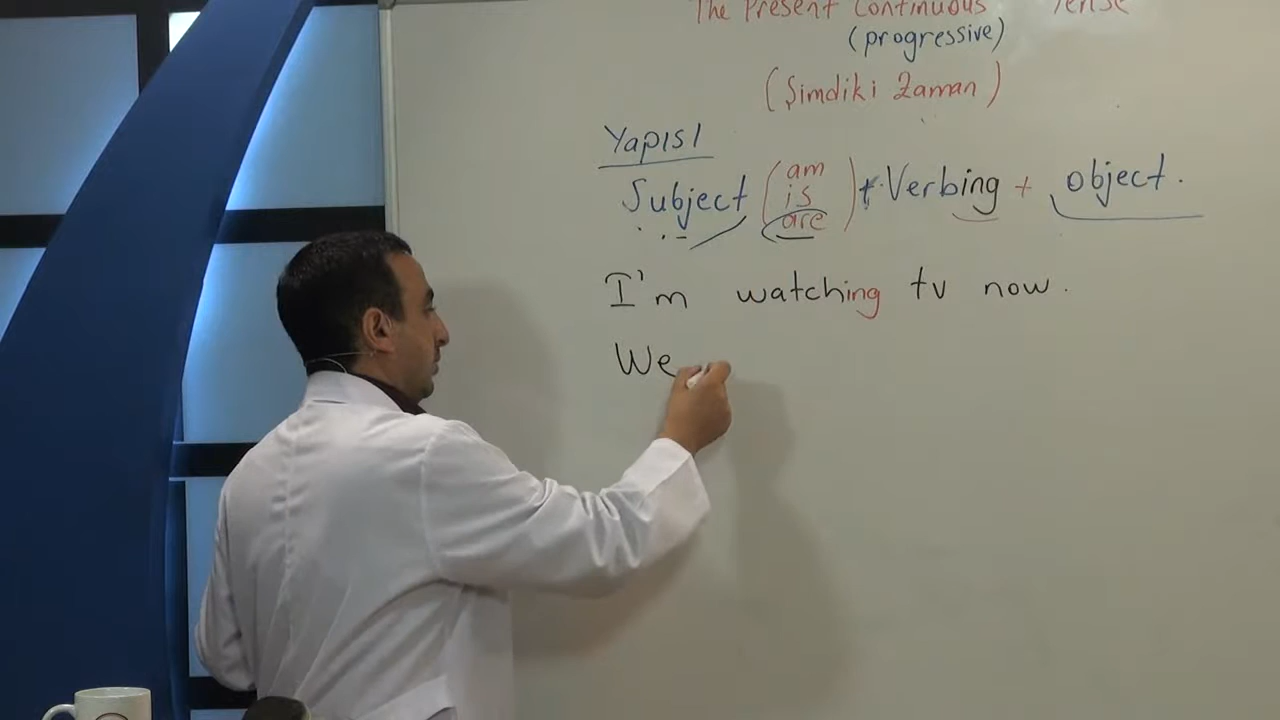 The Present Continuous Tense
(progressive)
(Şimdiki Zaman)
Yapısı
Subject (am is are) + Verbing + object.
I'm watching tv now.
We